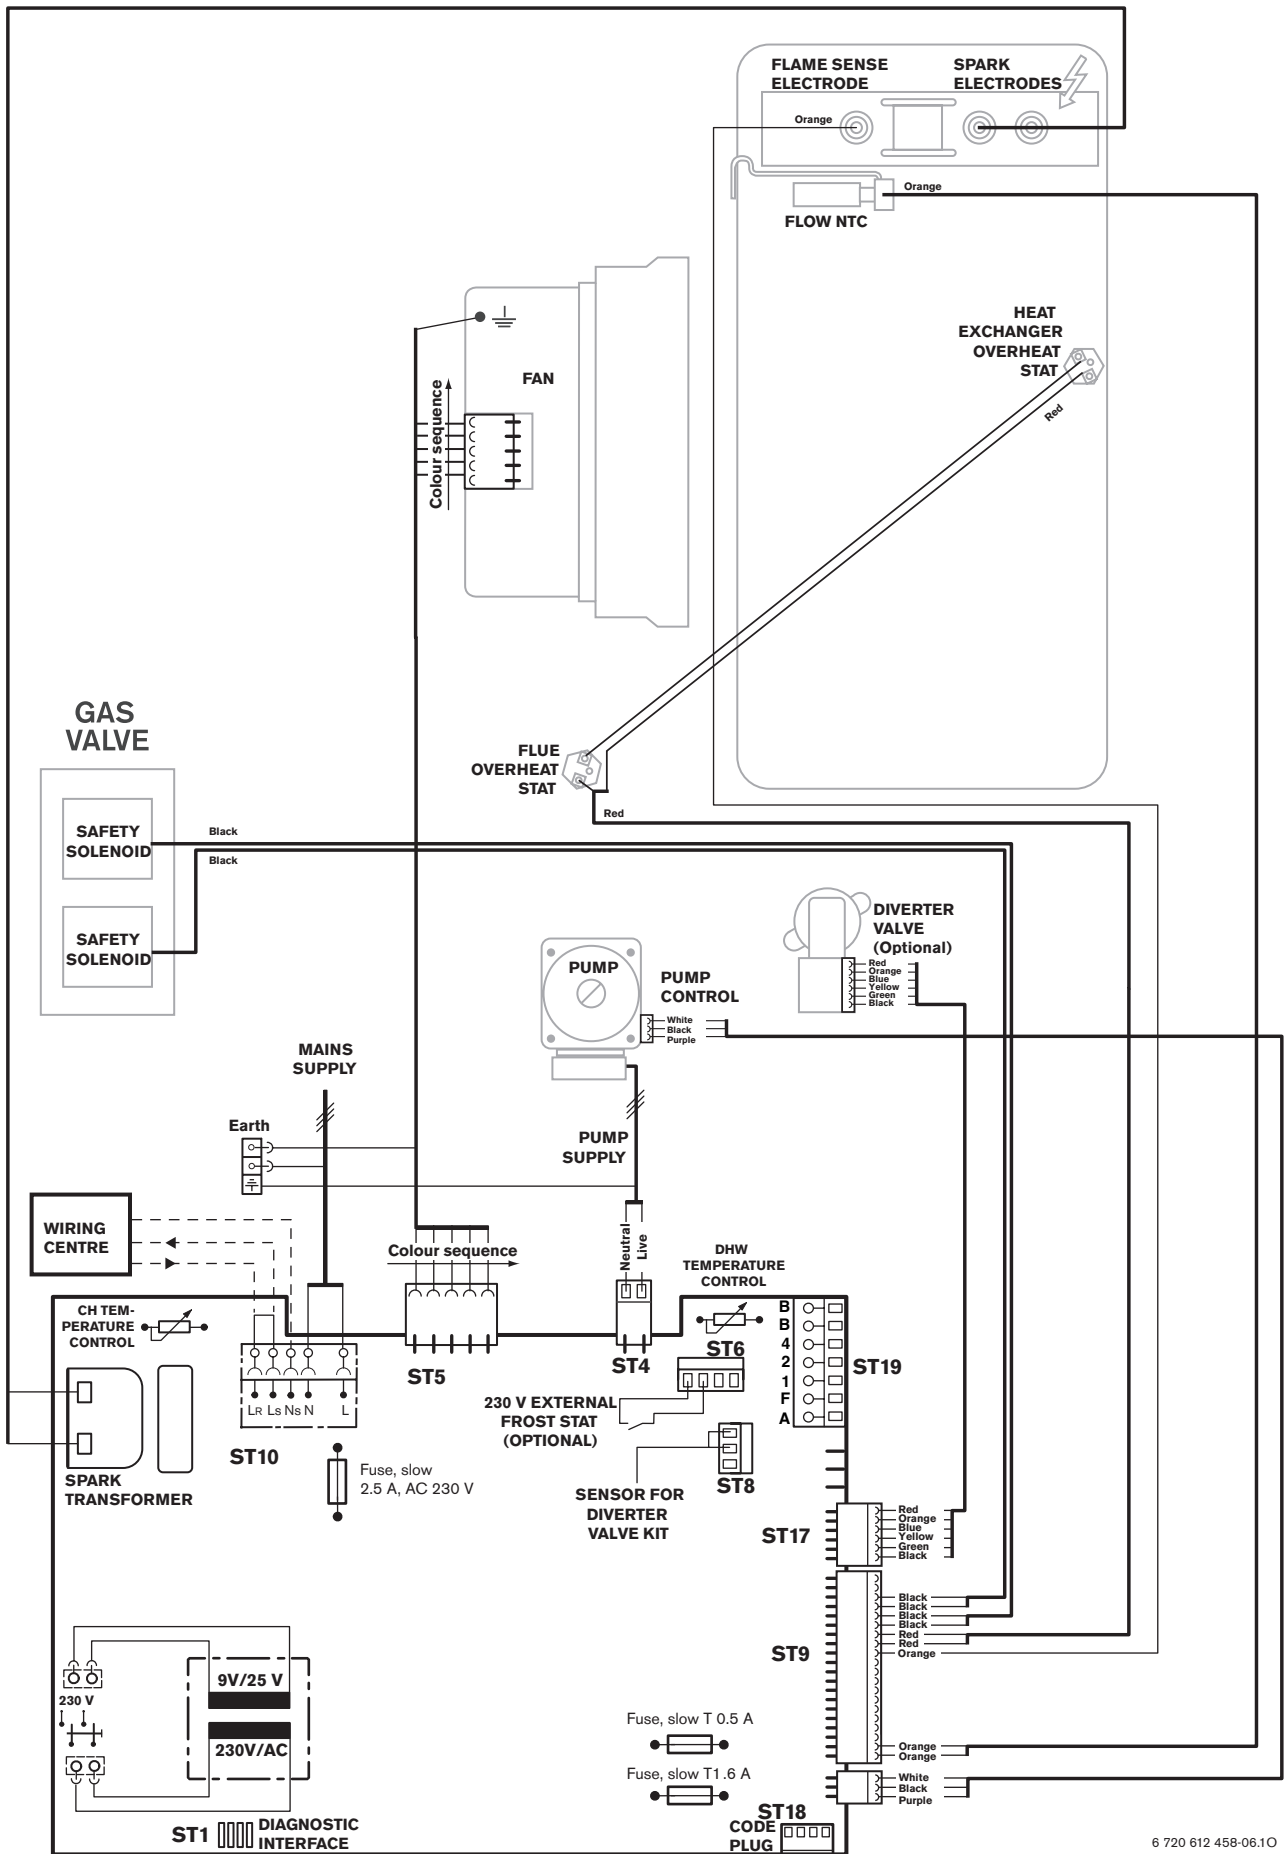 FLAME SENSE
ELECTRODE
SPARK
ELECTRODES
Orange
Orange
FLOW NTC
HEAT
EXCHANGER
OVERHEAT
STAT
Red
FAN
Colour sequence
GAS
VALVE
SAFETY
SOLENOID
SAFETY
SOLENOID
Black
Black
FLUE
OVERHEAT
STAT
Red
DIVERTER
VALVE
(Optional)
Red
Orange
Blue
Yellow
Green
Black
PUMP
PUMP
CONTROL
White
Black
Purple
MAINS
SUPPLY
Earth
PUMP
SUPPLY
WIRING
CENTRE
Colour sequence
Neutral
Live
DHW
TEMPERATURE
CONTROL
CH TEM-
PERATURE
CONTROL
B
B
4
2
1
F
A
ST19
ST6
ST4
ST5
230 V EXTERNAL
FROST STAT
(OPTIONAL)
LR LS NS N L
ST10
SPARK
TRANSFORMER
Fuse, slow
2.5 A, AC 230 V
ST8
SENSOR FOR
DIVERTER
VALVE KIT
ST17
Red
Orange
Blue
Yellow
Green
Black
ST9
Black
Black
Black
Black
Red
Red
Orange
Orange
Orange
White
Black
Purple
9V/25 V
230 V
230V/AC
Fuse, slow T 0.5 A
Fuse, slow T1.6 A
ST18
CODE
PLUG
ST1
DIAGNOSTIC
INTERFACE
6 720 612 458-06.1O